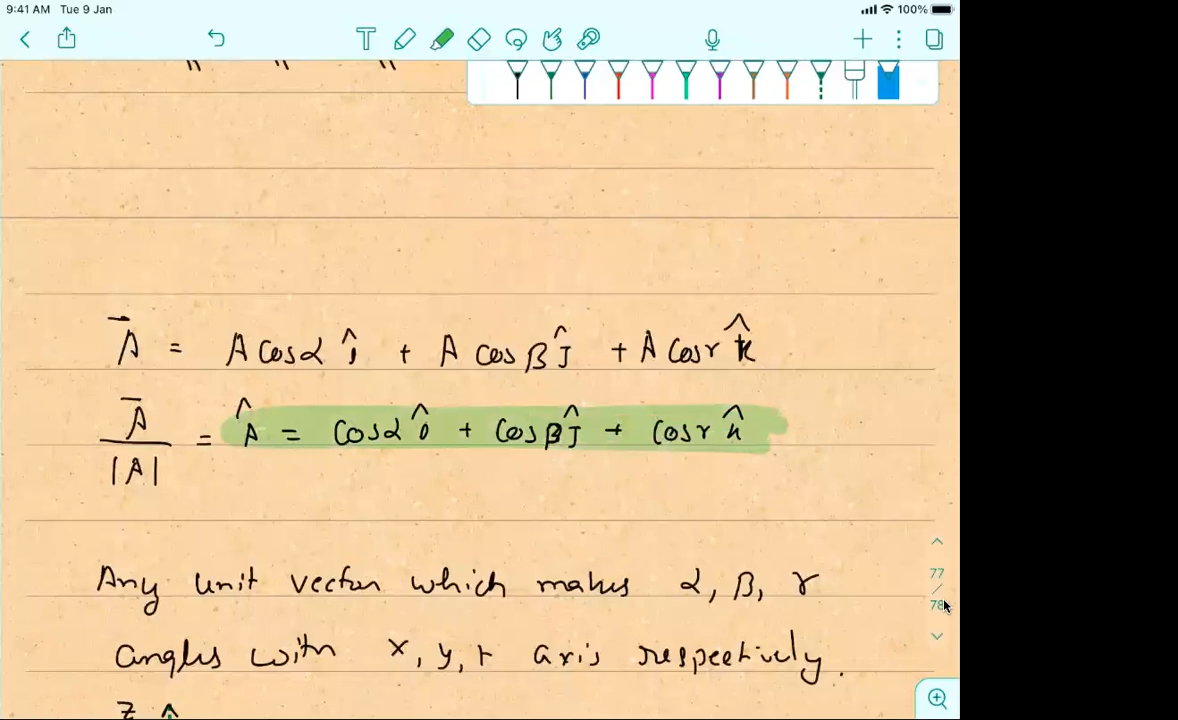 9:41 AM Tue 9 Jan 100%
A⃗ = A cosα î + A cosβ ĵ + A cosγ k̂
A⃗ / |A| = Â = cosα î + cosβ ĵ + cosγ k̂
77
/
78
Any unit vector which makes α, β, γ
angles with x, y, z axis respectively.
z